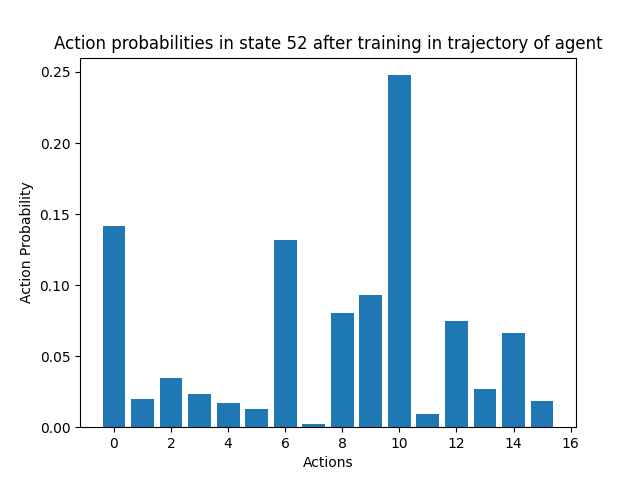 Action probabilities in state 52 after training in trajectory of agent
0.25
0.20
0.15
0.10
0.05
0.00
Action Probability
0 2 4 6 8 10 12 14 16
Actions